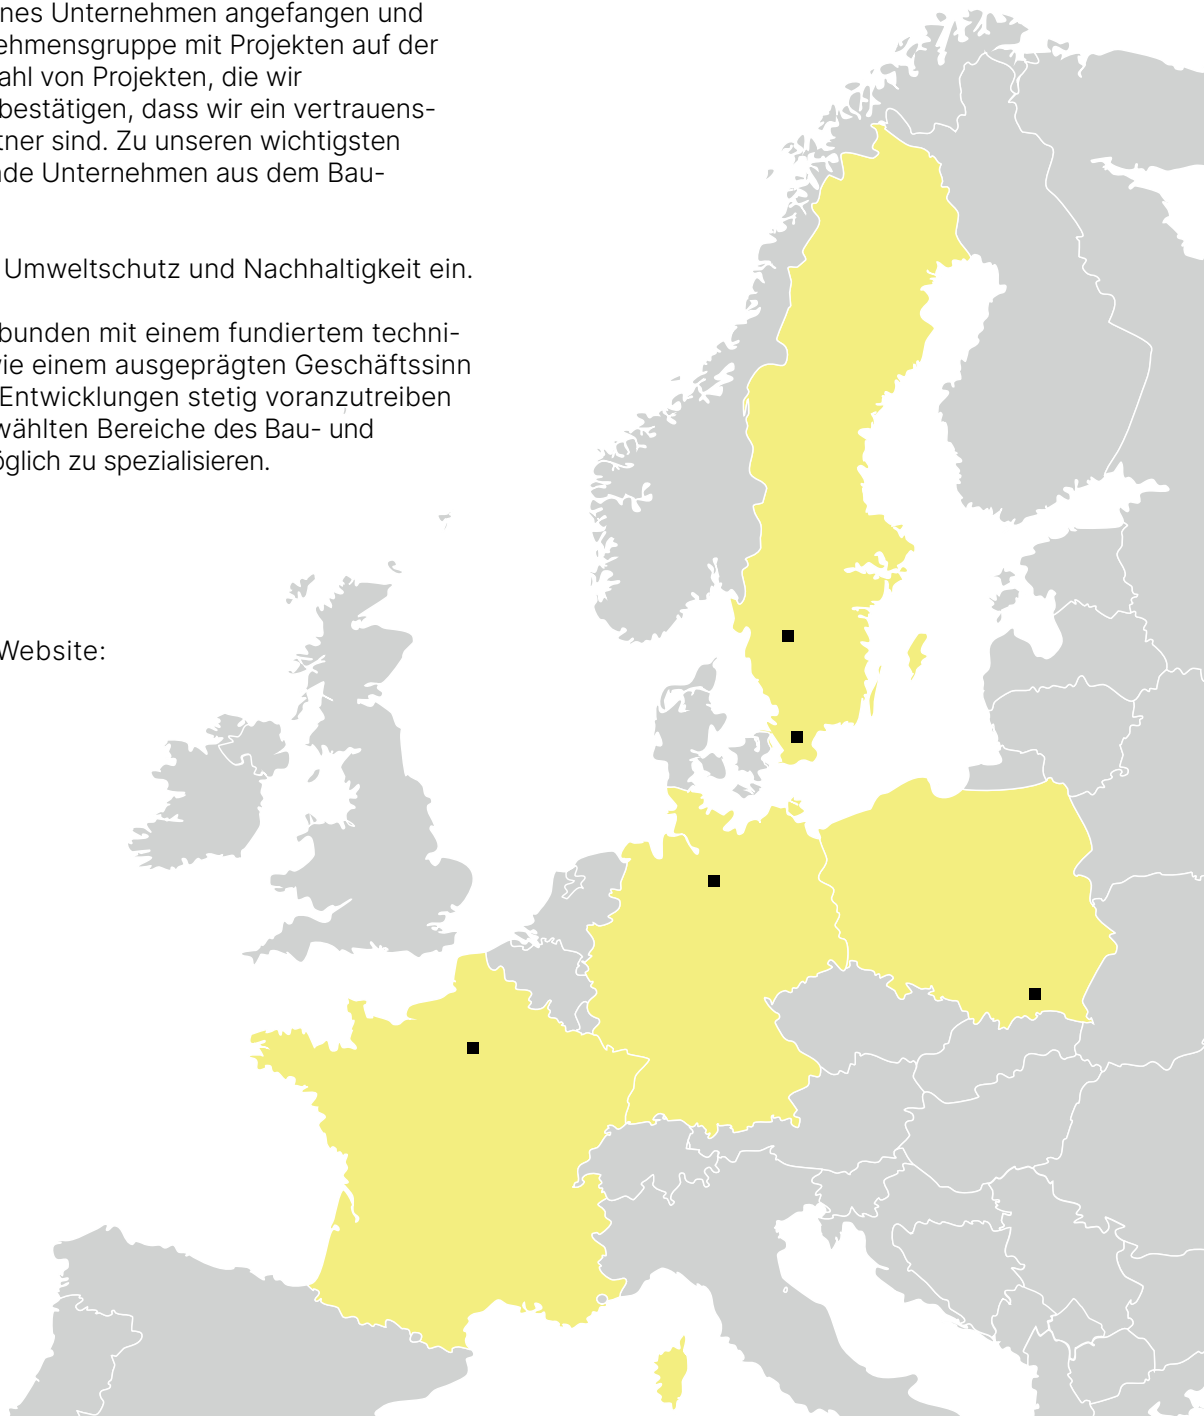 nes Unternehmen angefangen und
ehmensgruppe mit Projekten auf der
ahl von Projekten, die wir
bestätigen, dass wir ein vertrauens-
tner sind. Zu unseren wichtigsten
de Unternehmen aus dem Bau-
Umweltschutz und Nachhaltigkeit ein.
bunden mit einem fundiertem techni-
ie einem ausgeprägten Geschäftssinn
Entwicklungen stetig voranzutreiben
wählten Bereiche des Bau- und
öglich zu spezialisieren.
Website: